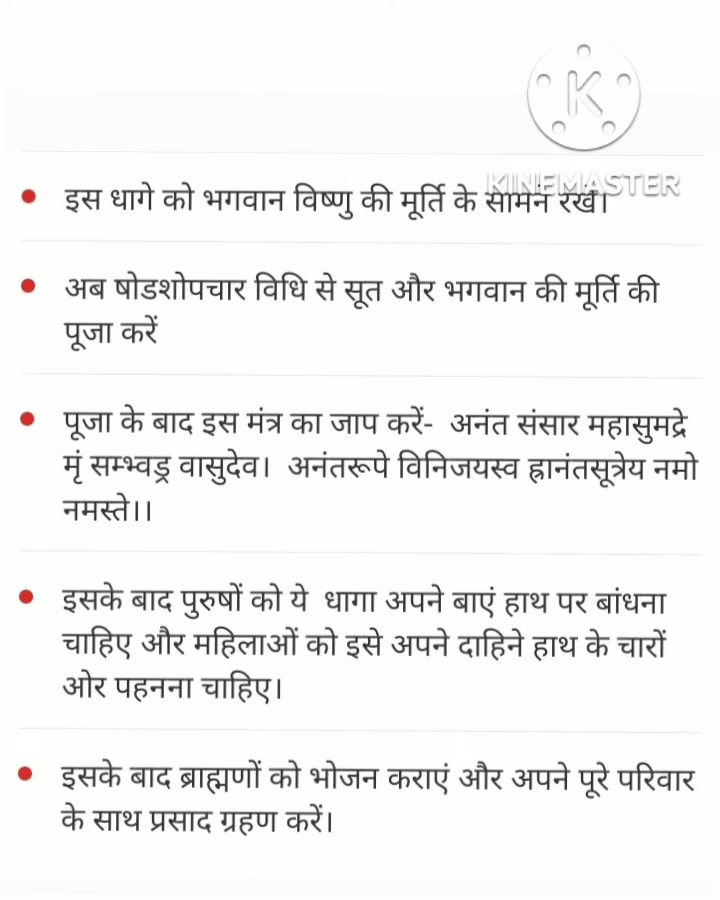 K
KINEMASTER
इस धागे को भगवान विष्णु की मूर्ति के सामने रखें।
अब षोडशोपचार विधि से सूत और भगवान की मूर्ति की
पूजा करें
पूजा के बाद इस मंत्र का जाप करें- अनंत संसार महासुमद्रे
मृं सम्भ्वड्र वासुदेव। अनंतरूपे विनिजयस्व ह्रानंतसूत्रेय नमो
नमस्ते।।
इसके बाद पुरुषों को ये धागा अपने बाएं हाथ पर बांधना
चाहिए और महिलाओं को इसे अपने दाहिने हाथ के चारों
ओर पहनना चाहिए।
इसके बाद ब्राह्मणों को भोजन कराएं और अपने पूरे परिवार
के साथ प्रसाद ग्रहण करें।